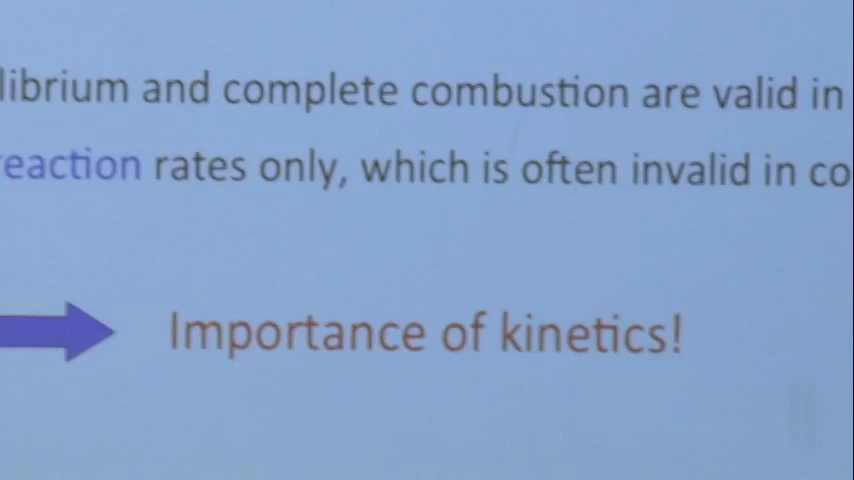 librium and complete combustion are valid in
reaction rates only, which is often invalid in co
Importance of kinetics!